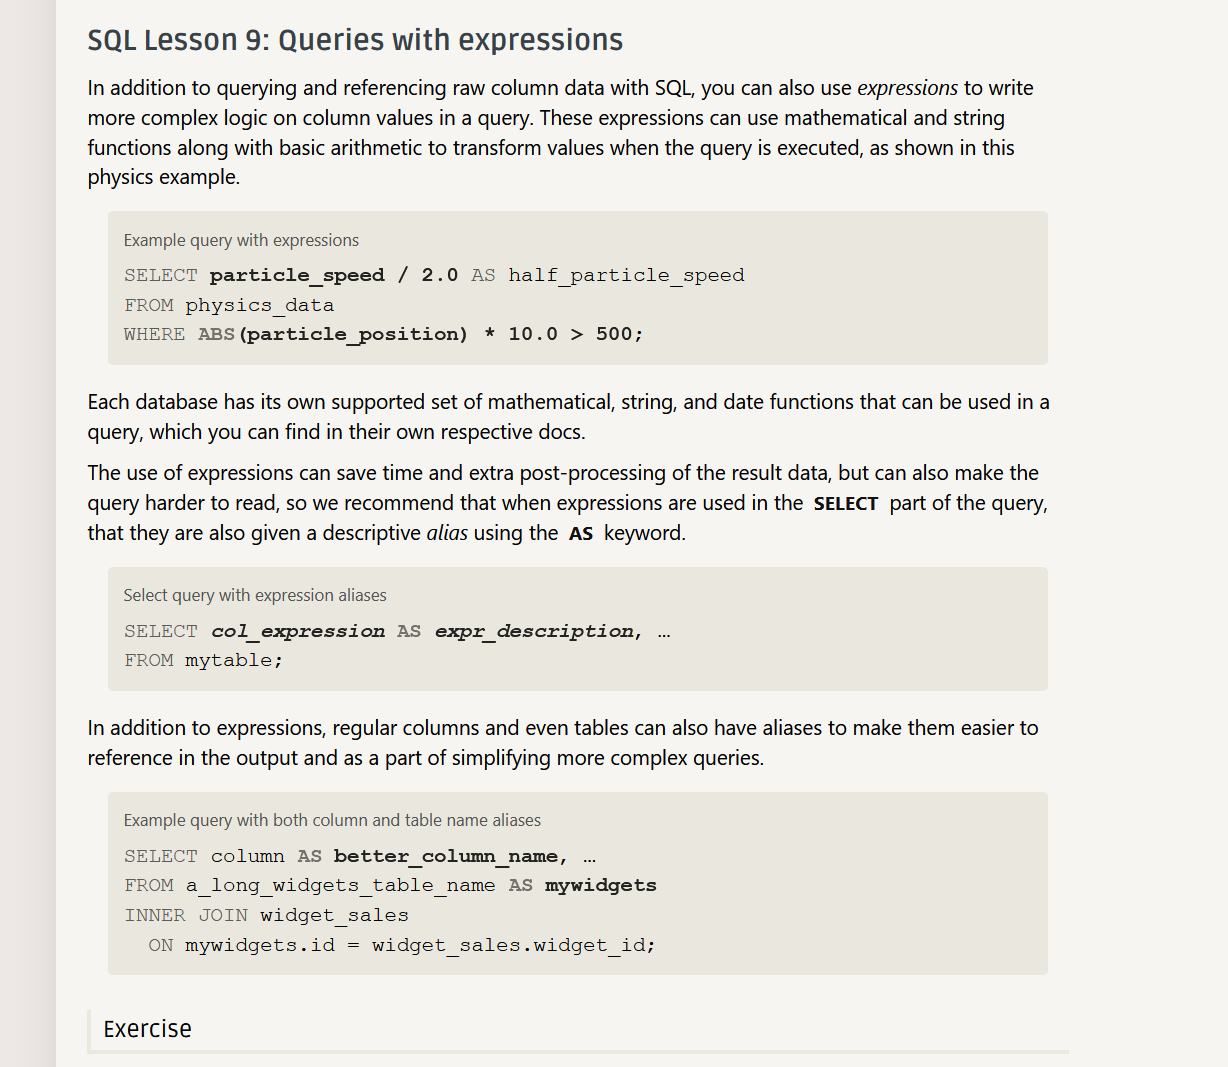 SQL Lesson 9: Queries with expressions
In addition to querying and referencing raw column data with SQL, you can also use expressions to write
more complex logic on column values in a query. These expressions can use mathematical and string
functions along with basic arithmetic to transform values when the query is executed, as shown in this
physics example.
Example query with expressions
SELECT particle_speed / 2.0 AS half_particle_speed
FROM physics_data
WHERE ABS(particle_position) * 10.0 > 500;
Each database has its own supported set of mathematical, string, and date functions that can be used in a
query, which you can find in their own respective docs.
The use of expressions can save time and extra post-processing of the result data, but can also make the
query harder to read, so we recommend that when expressions are used in the SELECT part of the query,
that they are also given a descriptive alias using the AS keyword.
Select query with expression aliases
SELECT col_expression AS expr_description, …
FROM mytable;
In addition to expressions, regular columns and even tables can also have aliases to make them easier to
reference in the output and as a part of simplifying more complex queries.
Example query with both column and table name aliases
SELECT column AS better_column_name, …
FROM a_long_widgets_table_name AS mywidgets
INNER JOIN widget_sales
ON mywidgets.id = widget_sales.widget_id;
Exercise